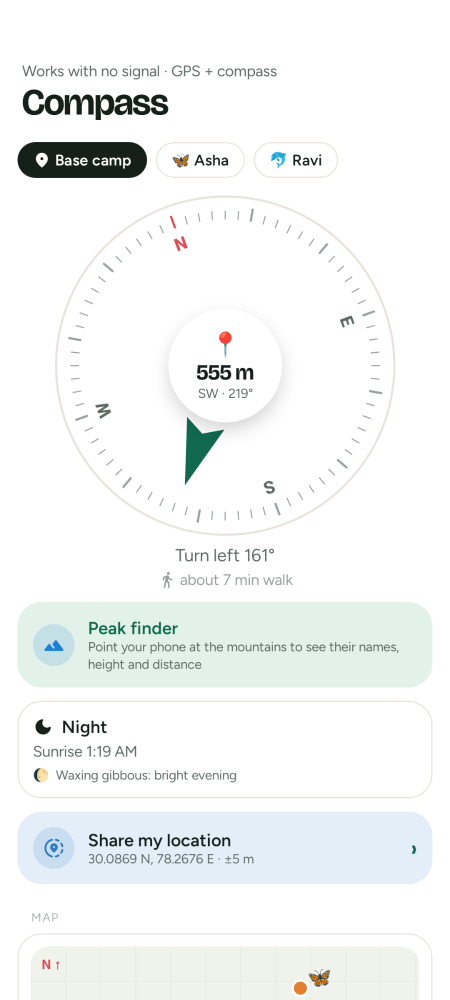 Works with no signal · GPS + compass
Compass
Base camp
Asha
Ravi
N
E
555 m
SW · 219°
W
S
Turn left 161°
about 7 min walk
Peak finder
Point your phone at the mountains to see their names,
height and distance
Night
Sunrise 1:19 AM
Waxing gibbous: bright evening
Share my location
30.0869 N, 78.2676 E · ±5 m
MAP
N ↑